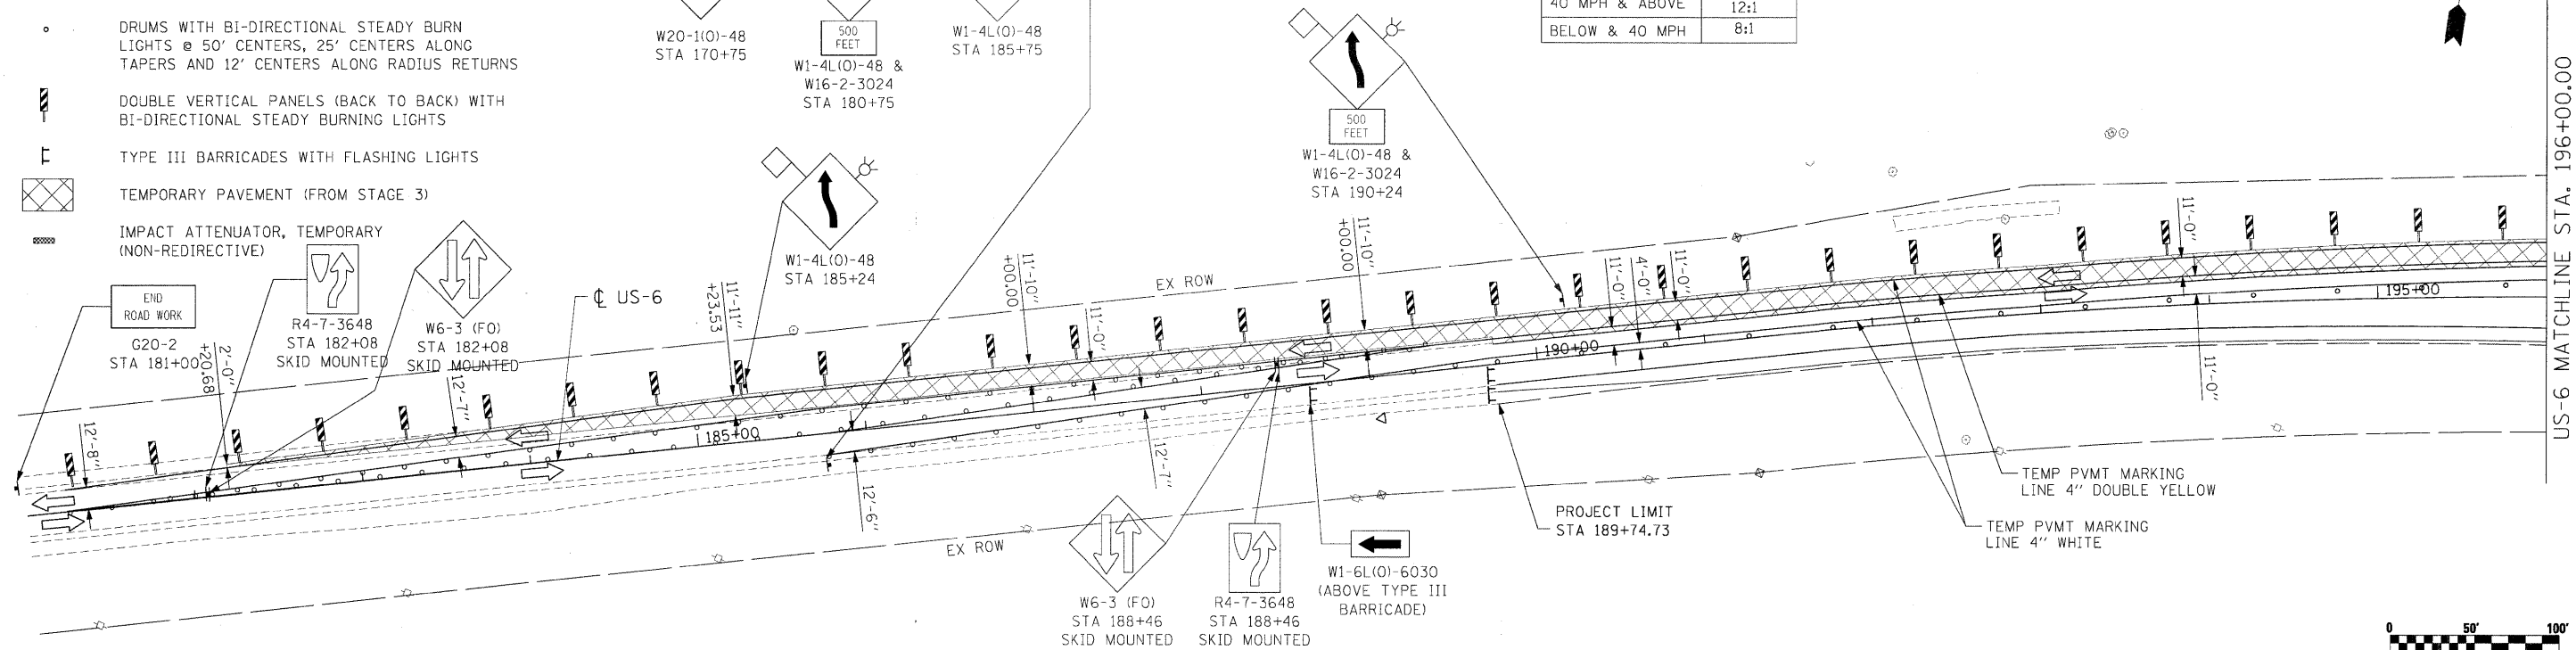 DRUMS WITH BI-DIRECTIONAL STEADY BURN
LIGHTS @ 50' CENTERS, 25' CENTERS ALONG
TAPERS AND 12' CENTERS ALONG RADIUS RETURNS
DOUBLE VERTICAL PANELS (BACK TO BACK) WITH
BI-DIRECTIONAL STEADY BURNING LIGHTS
TYPE III BARRICADES WITH FLASHING LIGHTS
TEMPORARY PAVEMENT (FROM STAGE 3)
IMPACT ATTENUATOR, TEMPORARY
(NON-REDIRECTIVE)
W20-1(O)-48
STA 170+75
500
FEET
W1-4L(O)-48 &
W16-2-3024
STA 180+75
W1-4L(O)-48
STA 185+75
40 MPH & ABOVE
12:1
BELOW & 40 MPH
8:1
500
FEET
W1-4L(O)-48 &
W16-2-3024
STA 190+24
W1-4L(O)-48
STA 185+24
END
ROAD WORK
G20-2
STA 181+00
R4-7-3648
STA 182+08
SKID MOUNTED
W6-3 (FO)
STA 182+08
SKID MOUNTED
℄ US-6
EX ROW
12'-8"
+20.68
2'-0"
12'-7"
+23.53
11'-11"
185+00
12'-6"
+00.00
11'-10"
11'-0"
12'-7"
+00.00
11'-10"
190+00
11'-0"
4'-0"
11'-0"
11'-0"
11'-0"
195+00
US-6 MATCHLINE STA. 196+00.00
EX ROW
W6-3 (FO)
STA 188+46
SKID MOUNTED
R4-7-3648
STA 188+46
SKID MOUNTED
W1-6L(O)-6030
(ABOVE TYPE III
BARRICADE)
PROJECT LIMIT
STA 189+74.73
TEMP PVMT MARKING
LINE 4" DOUBLE YELLOW
TEMP PVMT MARKING
LINE 4" WHITE
0 50' 100'